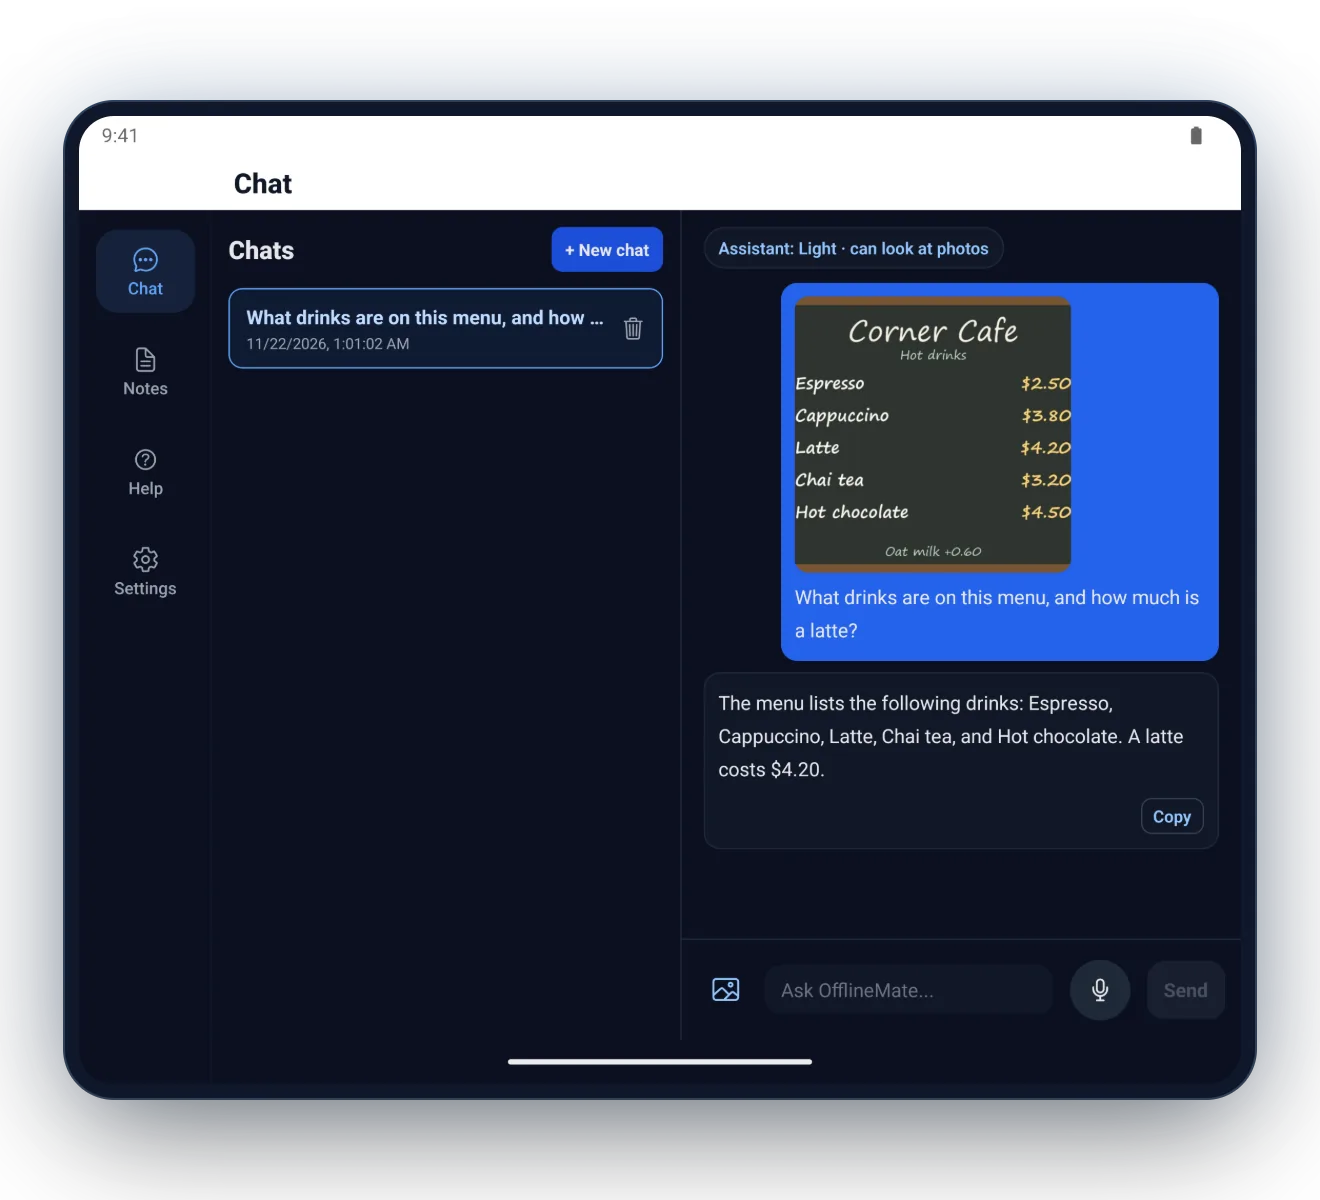 9:41
Chat
Chat
Notes
Help
Settings
Chats
+ New chat
What drinks are on this menu, and how ...
11/22/2026, 1:01:02 AM
Assistant: Light · can look at photos
Corner Cafe
Hot drinks
Espresso $2.50
Cappuccino $3.80
Latte $4.20
Chai tea $3.20
Hot chocolate $4.50
Oat milk +0.60
What drinks are on this menu, and how much is
a latte?
The menu lists the following drinks: Espresso,
Cappuccino, Latte, Chai tea, and Hot chocolate. A latte
costs $4.20.
Copy
Ask OfflineMate...
Send